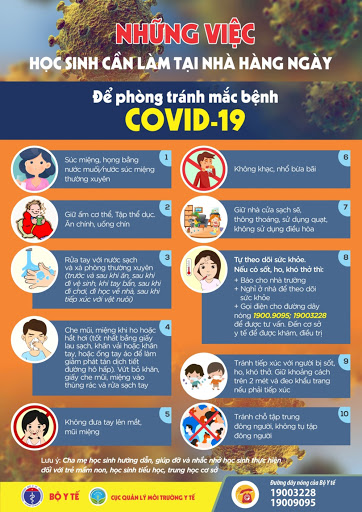 NHỮNG VIỆC
HỌC SINH CẦN LÀM TẠI NHÀ HÀNG NGÀY
Để phòng tránh mắc bệnh
COVID-19
1
Súc miệng, họng bằng
nước muối/nước súc miệng
thường xuyên
2
Giữ ấm cơ thể, Tập thể dục.
Ăn chính, uống chín
3
Rửa tay với nước sạch
và xà phòng thường xuyên
(trước và sau khi ăn, sau khi
đi vệ sinh, khi tay bẩn, sau khi
đi chơi, đi học về nhà, sau khi
tiếp xúc với vật nuôi)
4
Che mũi, miệng khi ho hoặc
hắt hơi (tốt nhất bằng giấy
lau sạch, khăn vải hoặc khăn
tay, hoặc ống tay áo để làm
giảm phát tán dịch tiết
đường hô hấp). Vứt bỏ khăn,
giấy che mũi, miệng vào
thùng rác và rửa sạch tay
5
Không đưa tay lên mắt,
mũi miệng
6
Không khạc, nhổ bừa bãi
7
Giữ nhà cửa sạch sẽ,
thông thoáng, sử dụng quạt,
không sử dụng điều hòa
8
Tự theo dõi sức khỏe.
Nếu có sốt, ho, khó thở thì:
+ Báo cho nhà trường
+ Nghỉ ở nhà để theo dõi
sức khỏe
+ Gọi điện cho đường dây
nóng 1900.9095; 19003228
để được tư vấn. Đến cơ sở
y tế để được khám, điều trị
9
Tránh tiếp xúc với người bị sốt,
ho, khó thở. Giữ khoảng cách
trên 2 mét và đeo khẩu trang
nếu phải tiếp xúc
10
Tránh chỗ tập trung
đông người, không tụ tập
đông người
Lưu ý: Cha mẹ học sinh hướng dẫn, giúp đỡ và nhắc nhở học sinh thực hiện
đối với trẻ mầm non, học sinh tiểu học, trung học cơ sở
BỘ Y TẾ
CỤC QUẢN LÝ MÔI TRƯỜNG Y TẾ
Đường dây nóng của Bộ Y tế
19003228
19009095